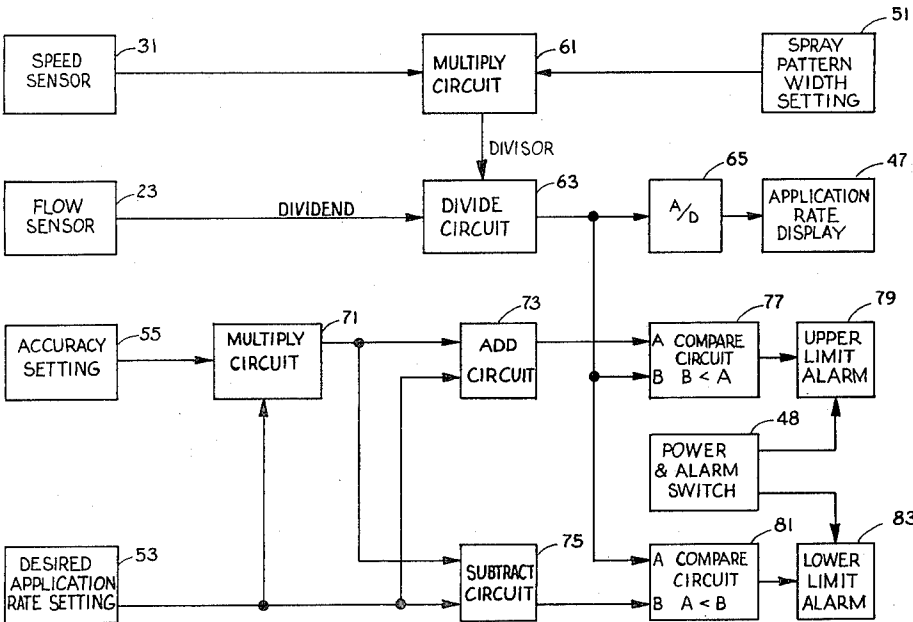 SPEED
SENSOR
31
MULTIPLY
CIRCUIT
61
SPRAY
PATTERN
WIDTH
SETTING
51
DIVISOR
FLOW
SENSOR
23
DIVIDEND
DIVIDE
CIRCUIT
63
A/D
65
APPLICATION
RATE
DISPLAY
47
ACCURACY
SETTING
55
MULTIPLY
CIRCUIT
71
ADD
CIRCUIT
73
A COMPARE
CIRCUIT
B B < A
77
UPPER
LIMIT
ALARM
79
POWER
& ALARM
SWITCH
48
DESIRED
APPLICATION
RATE SETTING
53
SUBTRACT
CIRCUIT
75
A COMPARE
CIRCUIT
B A < B
81
LOWER
LIMIT
ALARM
83